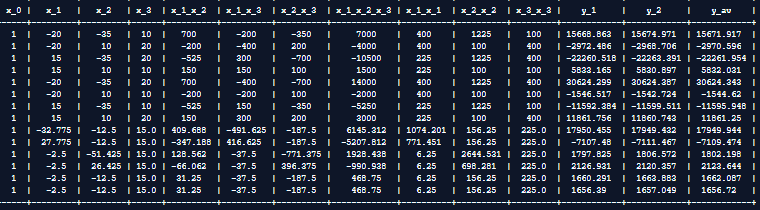 x_0 | x_1 | x_2 | x_3 | x_1_x_2 | x_1_x_3 | x_2_x_3 | x_1_x_2_x_3 | x_1_x_1 | x_2_x_2 | x_3_x_3 | y_1 | y_2 | y_av |
1 | -20 | -35 | 10 | 700 | -200 | -350 | 7000 | 400 | 1225 | 100 | 15668.863 | 15674.971 | 15671.917 |
1 | -20 | 10 | 20 | -200 | -400 | 200 | -4000 | 400 | 100 | 400 | -2972.486 | -2968.706 | -2970.596 |
1 | 15 | -35 | 20 | -525 | 300 | -700 | -10500 | 225 | 1225 | 400 | -22260.518 | -22263.391 | -22261.954 |
1 | 15 | 10 | 10 | 150 | 150 | 100 | 1500 | 225 | 100 | 100 | 5833.165 | 5830.897 | 5832.031 |
1 | -20 | -35 | 20 | 700 | -400 | -700 | 14000 | 400 | 1225 | 400 | 30624.299 | 30624.387 | 30624.343 |
1 | -20 | 10 | 10 | -200 | -200 | 100 | -2000 | 400 | 100 | 100 | -1546.517 | -1542.724 | -1544.62 |
1 | 15 | -35 | 10 | -525 | 150 | -350 | -5250 | 225 | 1225 | 100 | -11592.384 | -11599.511 | -11595.948 |
1 | 15 | 10 | 20 | 150 | 300 | 200 | 3000 | 225 | 100 | 400 | 11861.756 | 11860.743 | 11861.25 |
1 | -32.775 | -12.5 | 15.0 | 409.688 | -491.625 | -187.5 | 6145.312 | 1074.201 | 156.25 | 225.0 | 17950.455 | 17949.432 | 17949.944 |
1 | 27.775 | -12.5 | 15.0 | -347.188 | 416.625 | -187.5 | -5207.812 | 771.451 | 156.25 | 225.0 | -7107.48 | -7111.467 | -7109.474 |
1 | -2.5 | -51.425 | 15.0 | 128.562 | -37.5 | -771.375 | 1928.438 | 6.25 | 2644.531 | 225.0 | 1797.825 | 1806.572 | 1802.198 |
1 | -2.5 | 26.425 | 15.0 | -66.062 | -37.5 | 396.375 | -990.938 | 6.25 | 698.281 | 225.0 | 2126.931 | 2120.357 | 2123.644 |
1 | -2.5 | -12.5 | 15.0 | 31.25 | -37.5 | -187.5 | 468.75 | 6.25 | 156.25 | 225.0 | 1660.291 | 1663.883 | 1662.087 |
1 | -2.5 | -12.5 | 15.0 | 31.25 | -37.5 | -187.5 | 468.75 | 6.25 | 156.25 | 225.0 | 1656.39 | 1657.049 | 1656.72 |